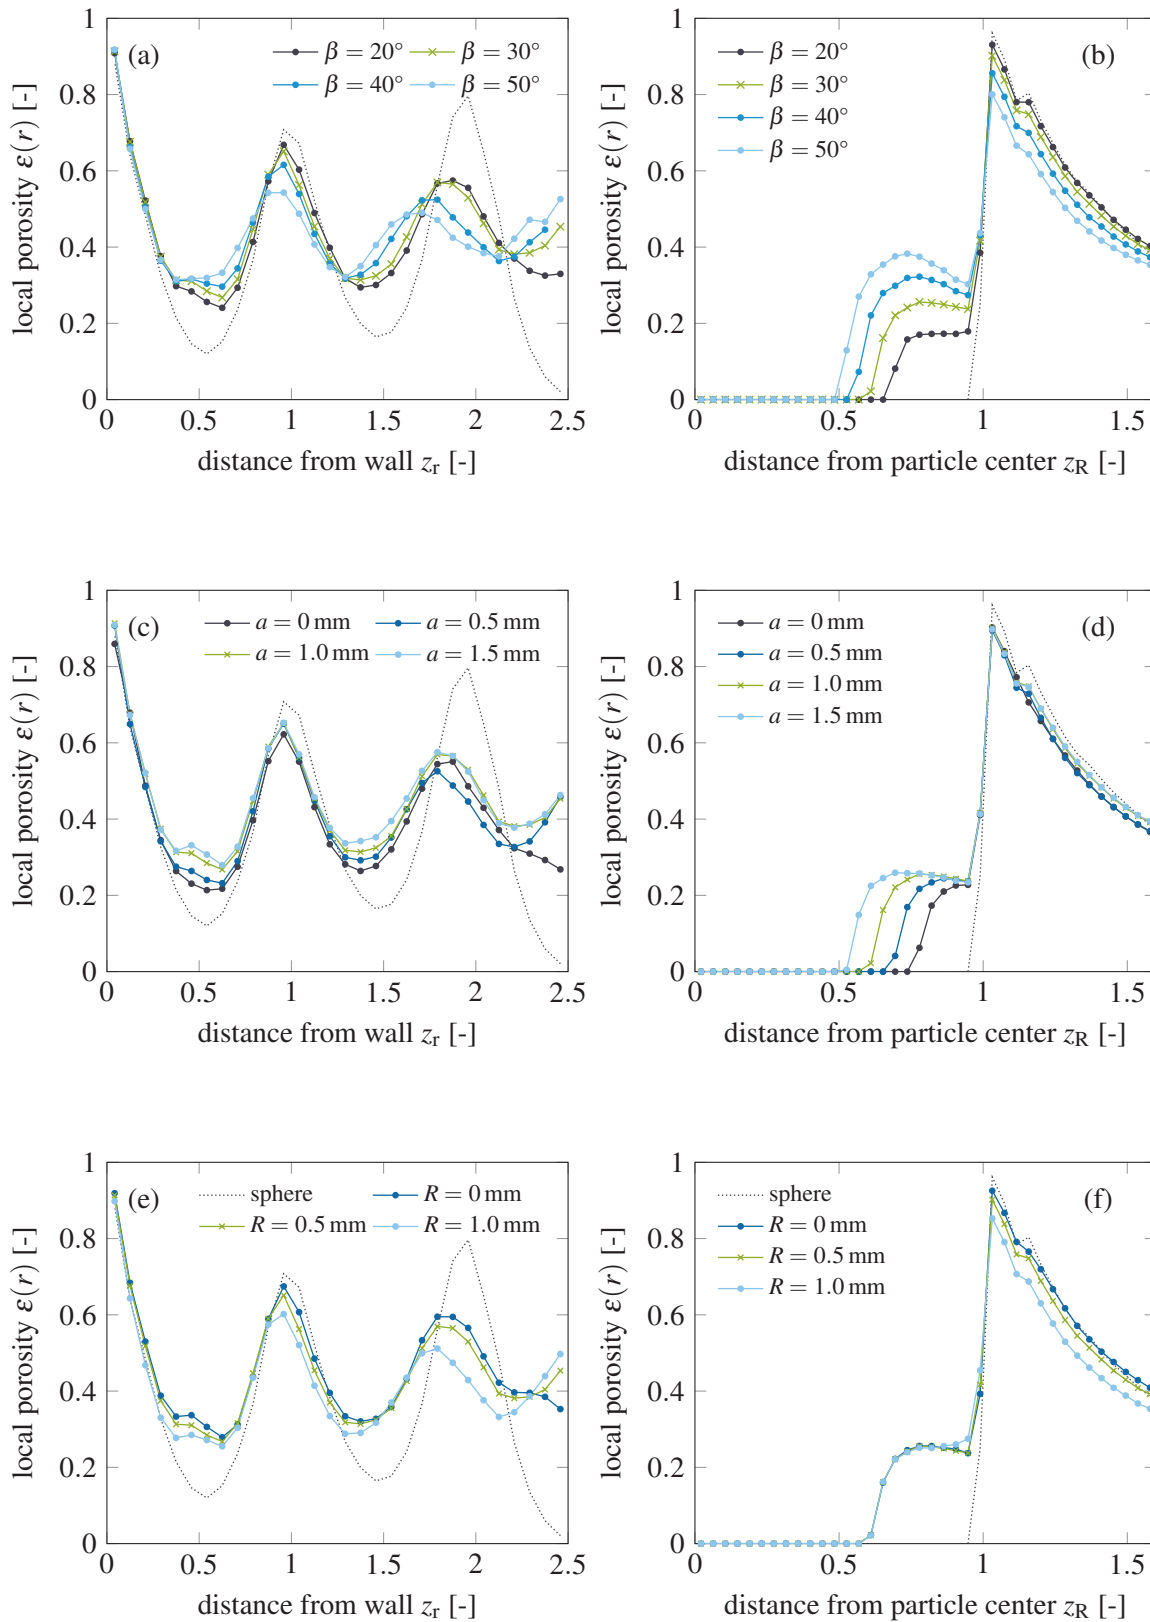 (a)
β = 20° β = 30°
β = 40° β = 50°
local porosity ε(r) [-]
1
0.8
0.6
0.4
0.2
0
0 0.5 1 1.5 2 2.5
distance from wall z_r [-]
(b)
β = 20°
β = 30°
β = 40°
β = 50°
local porosity ε(r) [-]
1
0.8
0.6
0.4
0.2
0
0 0.5 1 1.5
distance from particle center z_R [-]
(c)
a = 0 mm a = 0.5 mm
a = 1.0 mm a = 1.5 mm
local porosity ε(r) [-]
1
0.8
0.6
0.4
0.2
0
0 0.5 1 1.5 2 2.5
distance from wall z_r [-]
(d)
a = 0 mm
a = 0.5 mm
a = 1.0 mm
a = 1.5 mm
local porosity ε(r) [-]
1
0.8
0.6
0.4
0.2
0
0 0.5 1 1.5
distance from particle center z_R [-]
(e)
sphere R = 0 mm
R = 0.5 mm R = 1.0 mm
local porosity ε(r) [-]
1
0.8
0.6
0.4
0.2
0
0 0.5 1 1.5 2 2.5
distance from wall z_r [-]
(f)
sphere
R = 0 mm
R = 0.5 mm
R = 1.0 mm
local porosity ε(r) [-]
1
0.8
0.6
0.4
0.2
0
0 0.5 1 1.5
distance from particle center z_R [-]